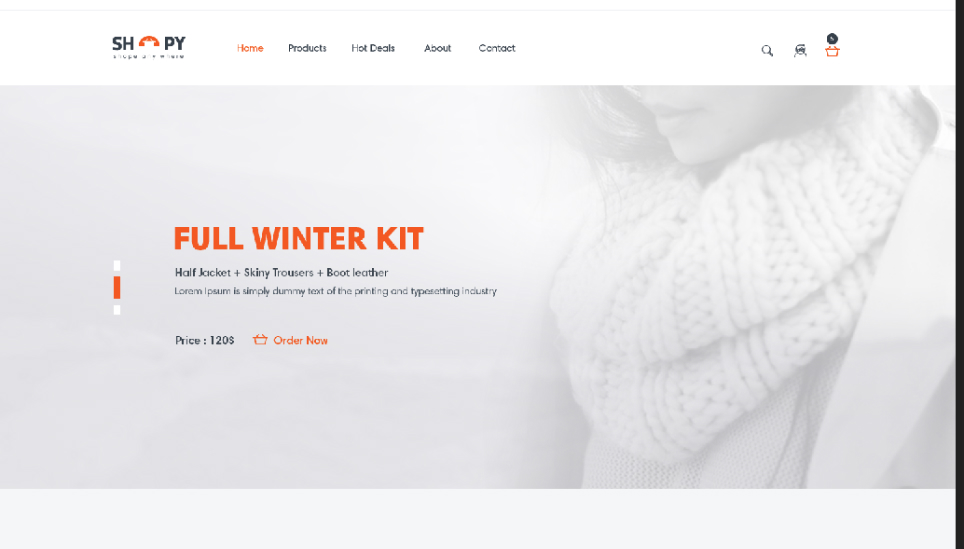 SH PY
Home Products Hot Deals About Contact
FULL WINTER KIT
Half Jacket + Skiny Trousers + Boot leather
Lorem Ipsum is simply dummy text of the printing and typesetting industry
Price : 120$ Order Now